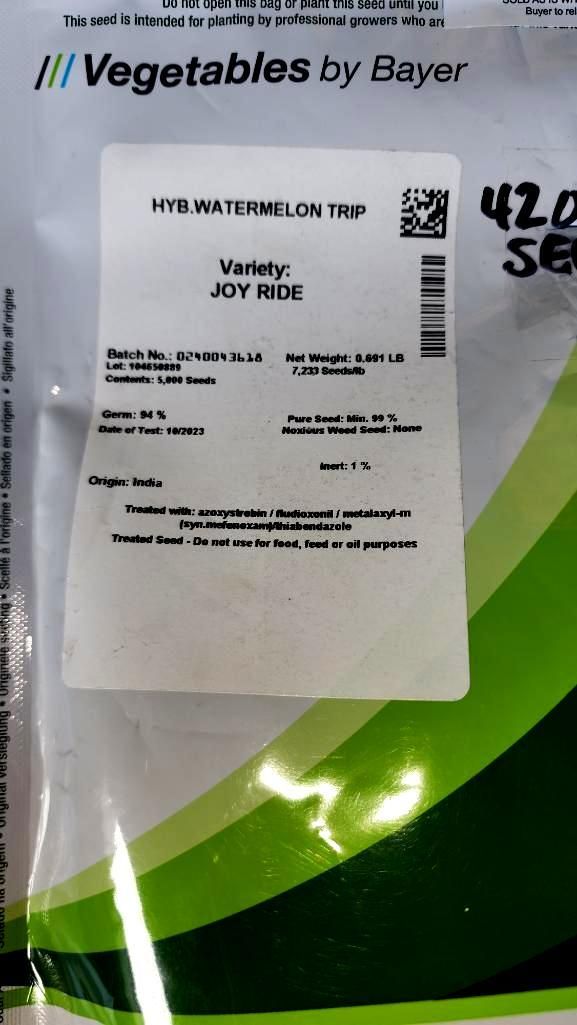 Do not open this bag or plant this seed until you
This seed is intended for planting by professional growers who are
Buyer to rel
Vegetables by Bayer
HYB.WATERMELON TRIP
420
SEE
Variety:
JOY RIDE
Batch No.: 0240043618 Net Weight: 0.691 LB
Lot: 104650889 7,233 Seeds/lb
Contents: 5,000 Seeds
Germ: 94 % Pure Seed: Min. 99 %
Date of Test: 10/2023 Noxious Weed Seed: None
Inert: 1 %
Origin: India
Treated with: azoxystrobin / fludioxonil / metalaxyl-m
(syn.mefenoxam)/thiabendazole
Treated Seed - Do not use for food, feed or oil purposes
Originele sluiting • Scellé à l'origine • Sellado en origen • Sigillato all'origine